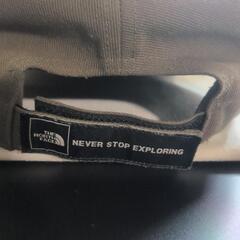 THE
NORTH
FACE
NEVER STOP EXPLORING